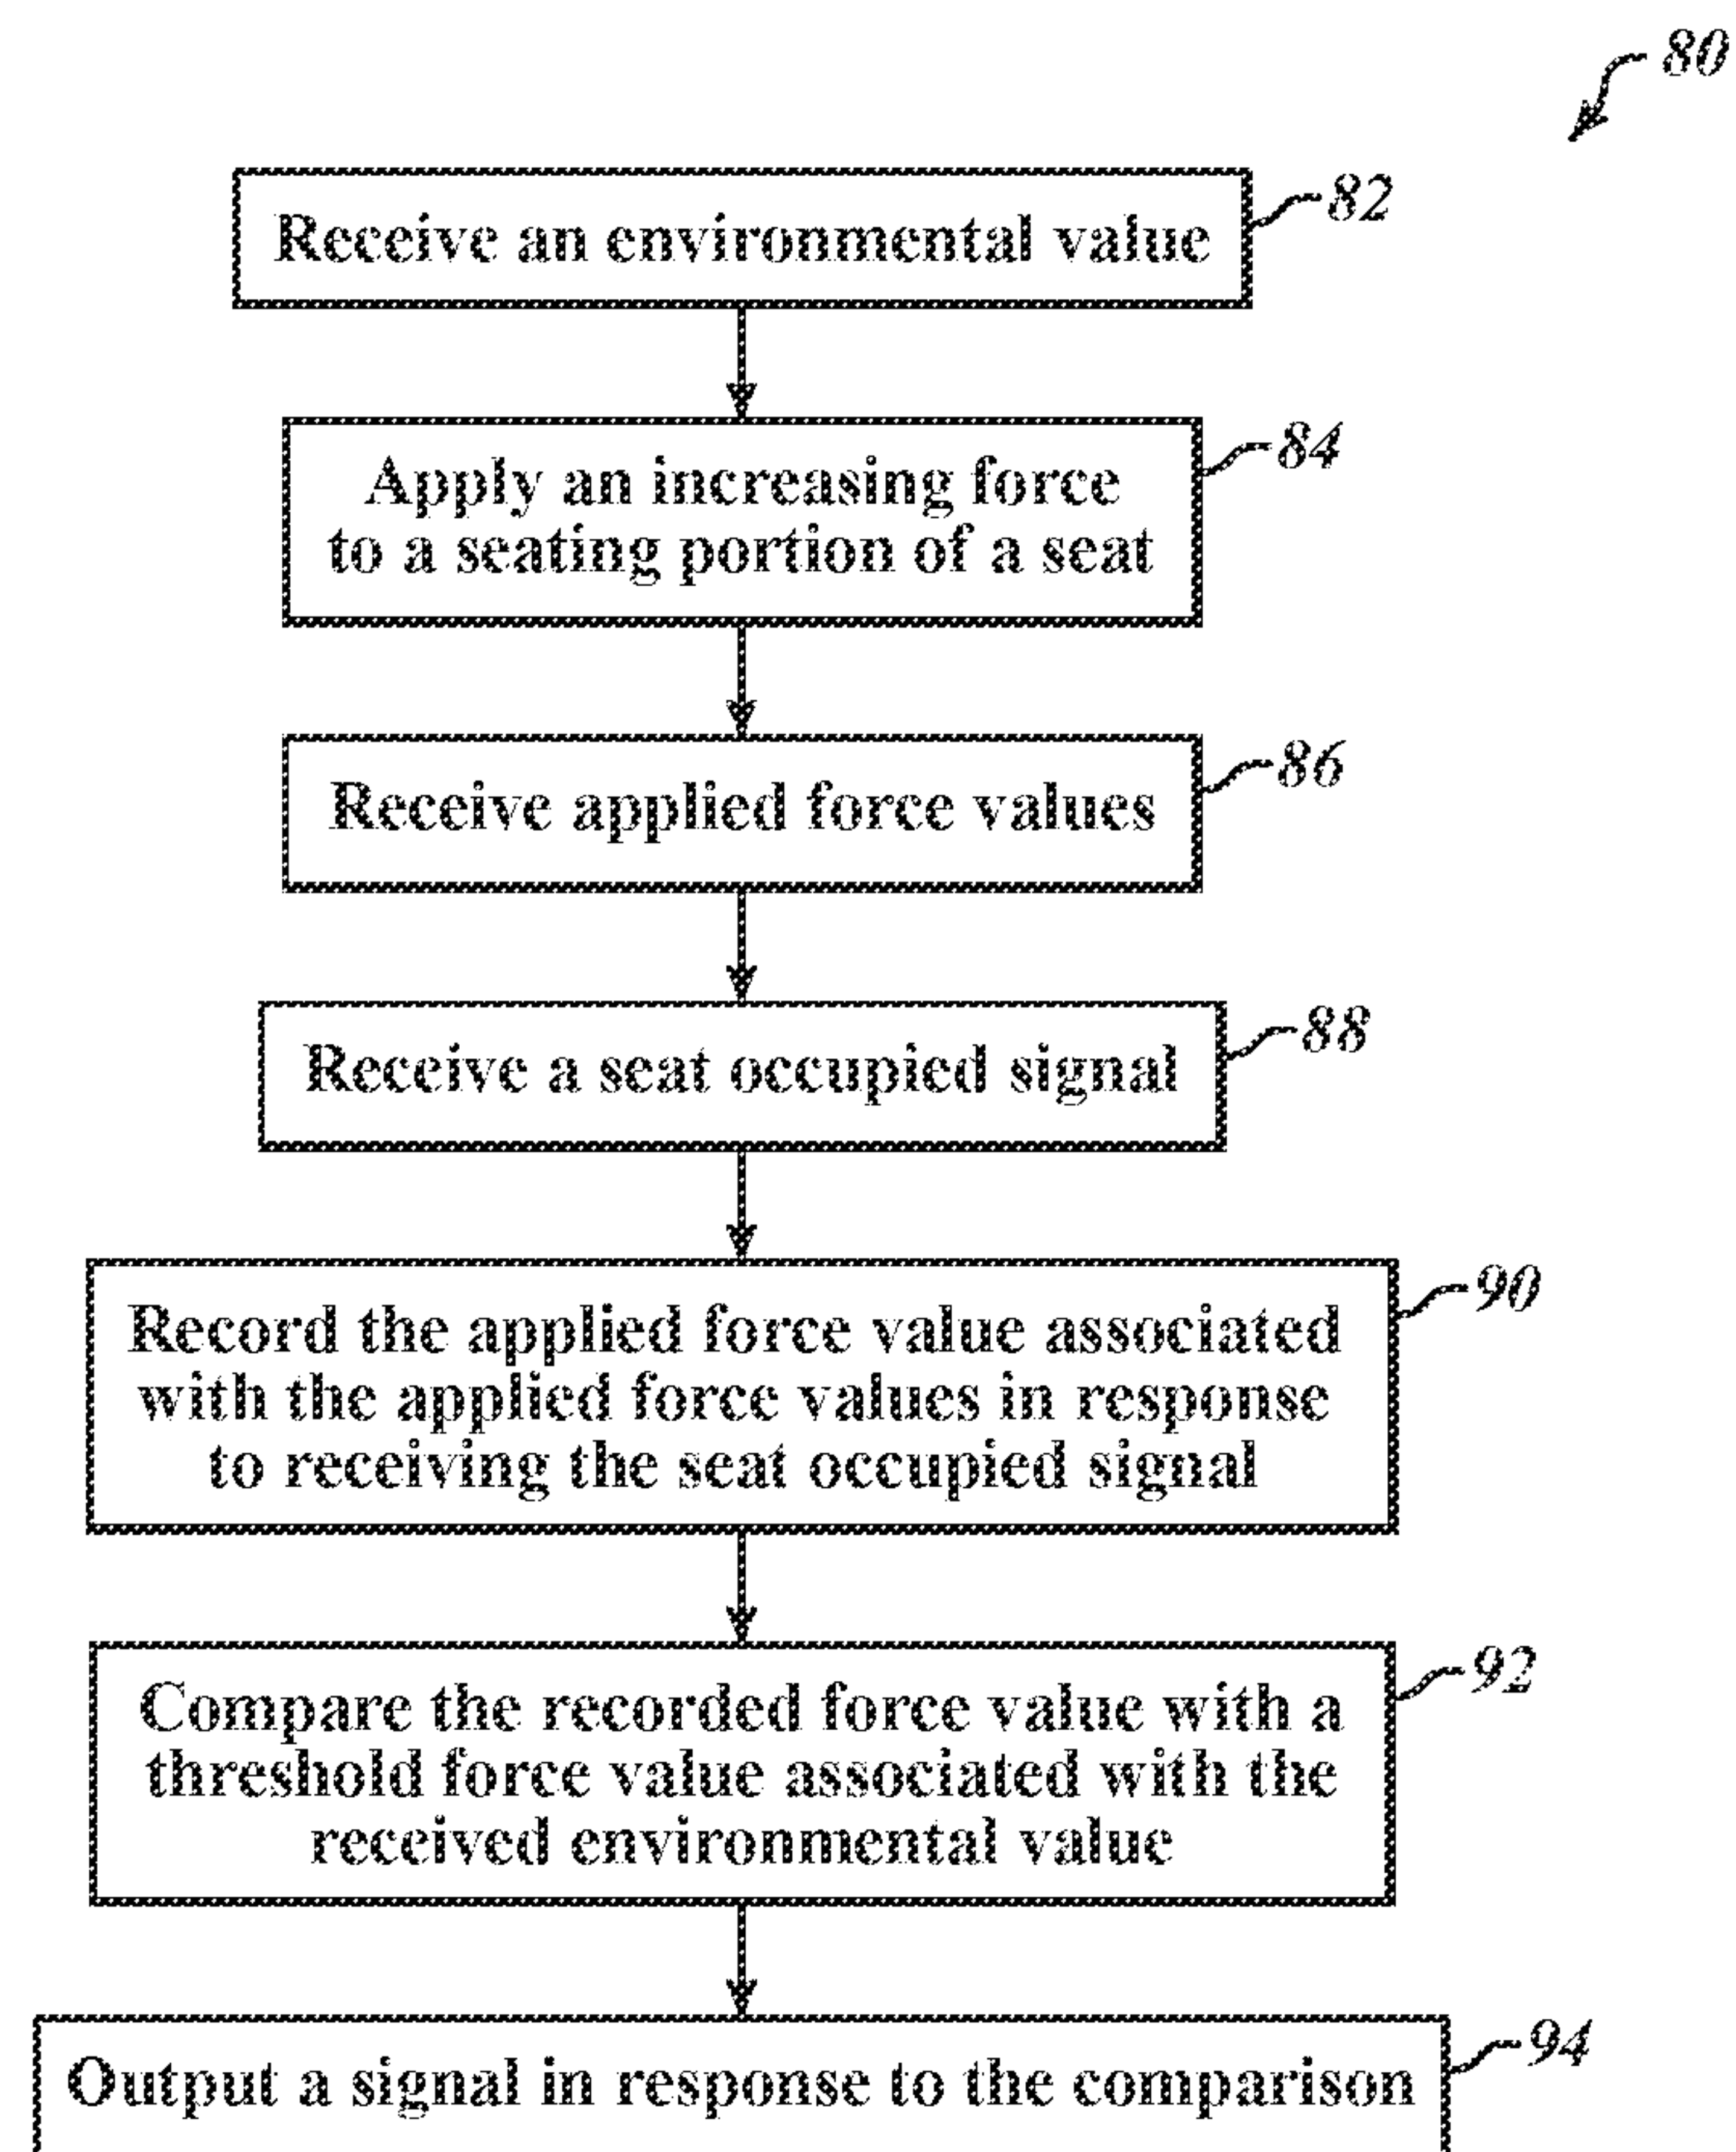 80
82
Receive an environmental value
84
Apply an increasing force
to a seating portion of a seat
86
Receive applied force values
88
Receive a seat occupied signal
90
Record the applied force value associated
with the applied force values in response
to receiving the seat occupied signal
92
Compare the recorded force value with a
threshold force value associated with the
received environmental value
94
Output a signal in response to the comparison